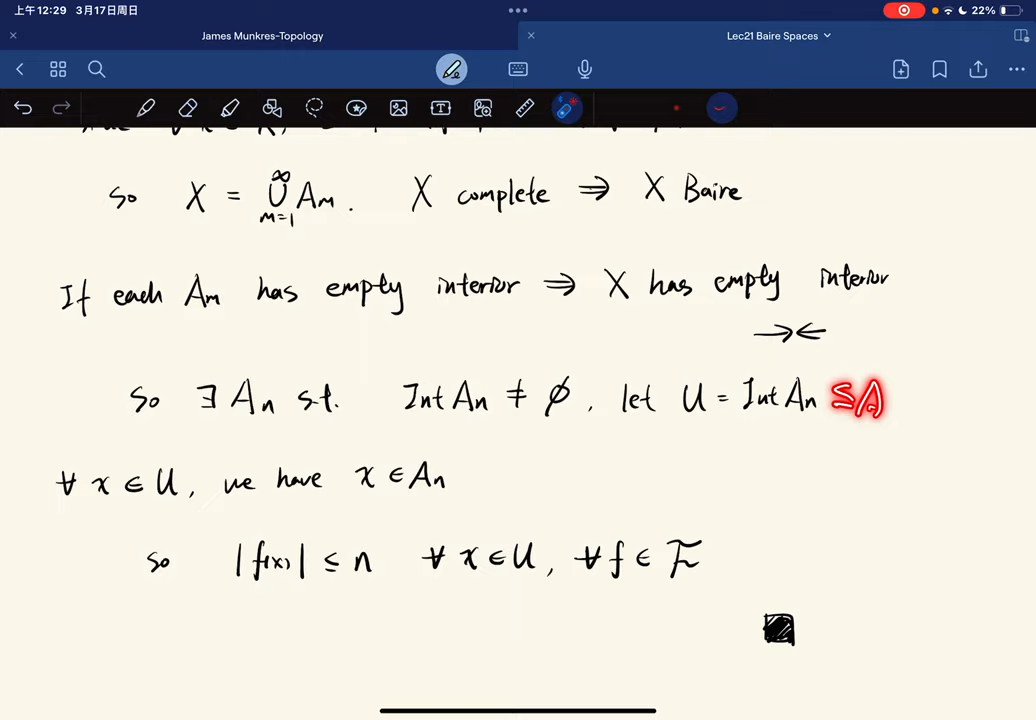 上午12:29 3月17日周日
22%
James Munkres-Topology
Lec21 Baire Spaces
so X = ∪_{m=1}^{∞} Am. X complete ⇒ X Baire
If each Am has empty interior ⇒ X has empty interior
→←
so ∃ An s.t. Int An ≠ ∅, let U = Int An ⊆ A
∀ x ∈ U, we have x ∈ An
so |f(x)| ≤ n ∀ x ∈ U, ∀ f ∈ F